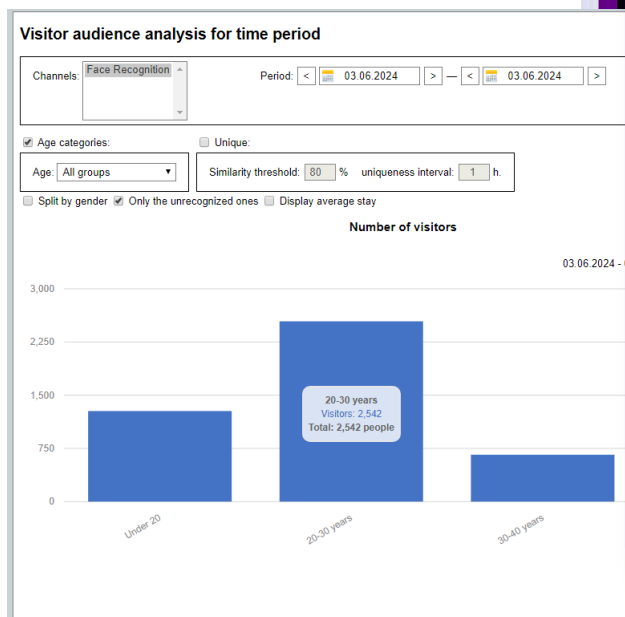 Visitor audience analysis for time period
Channels: Face Recognition Period: < 03.06.2024 > — < 03.06.2024 >
Age categories: Unique:
Age: All groups Similarity threshold: 80 % uniqueness interval: 1 h.
Split by gender Only the unrecognized ones Display average stay
Number of visitors
03.06.2024 -
3,000
2,250
1,500
750
0
20-30 years
Visitors: 2,542
Total: 2,542 people
Under 20
20-30 years
30-40 years